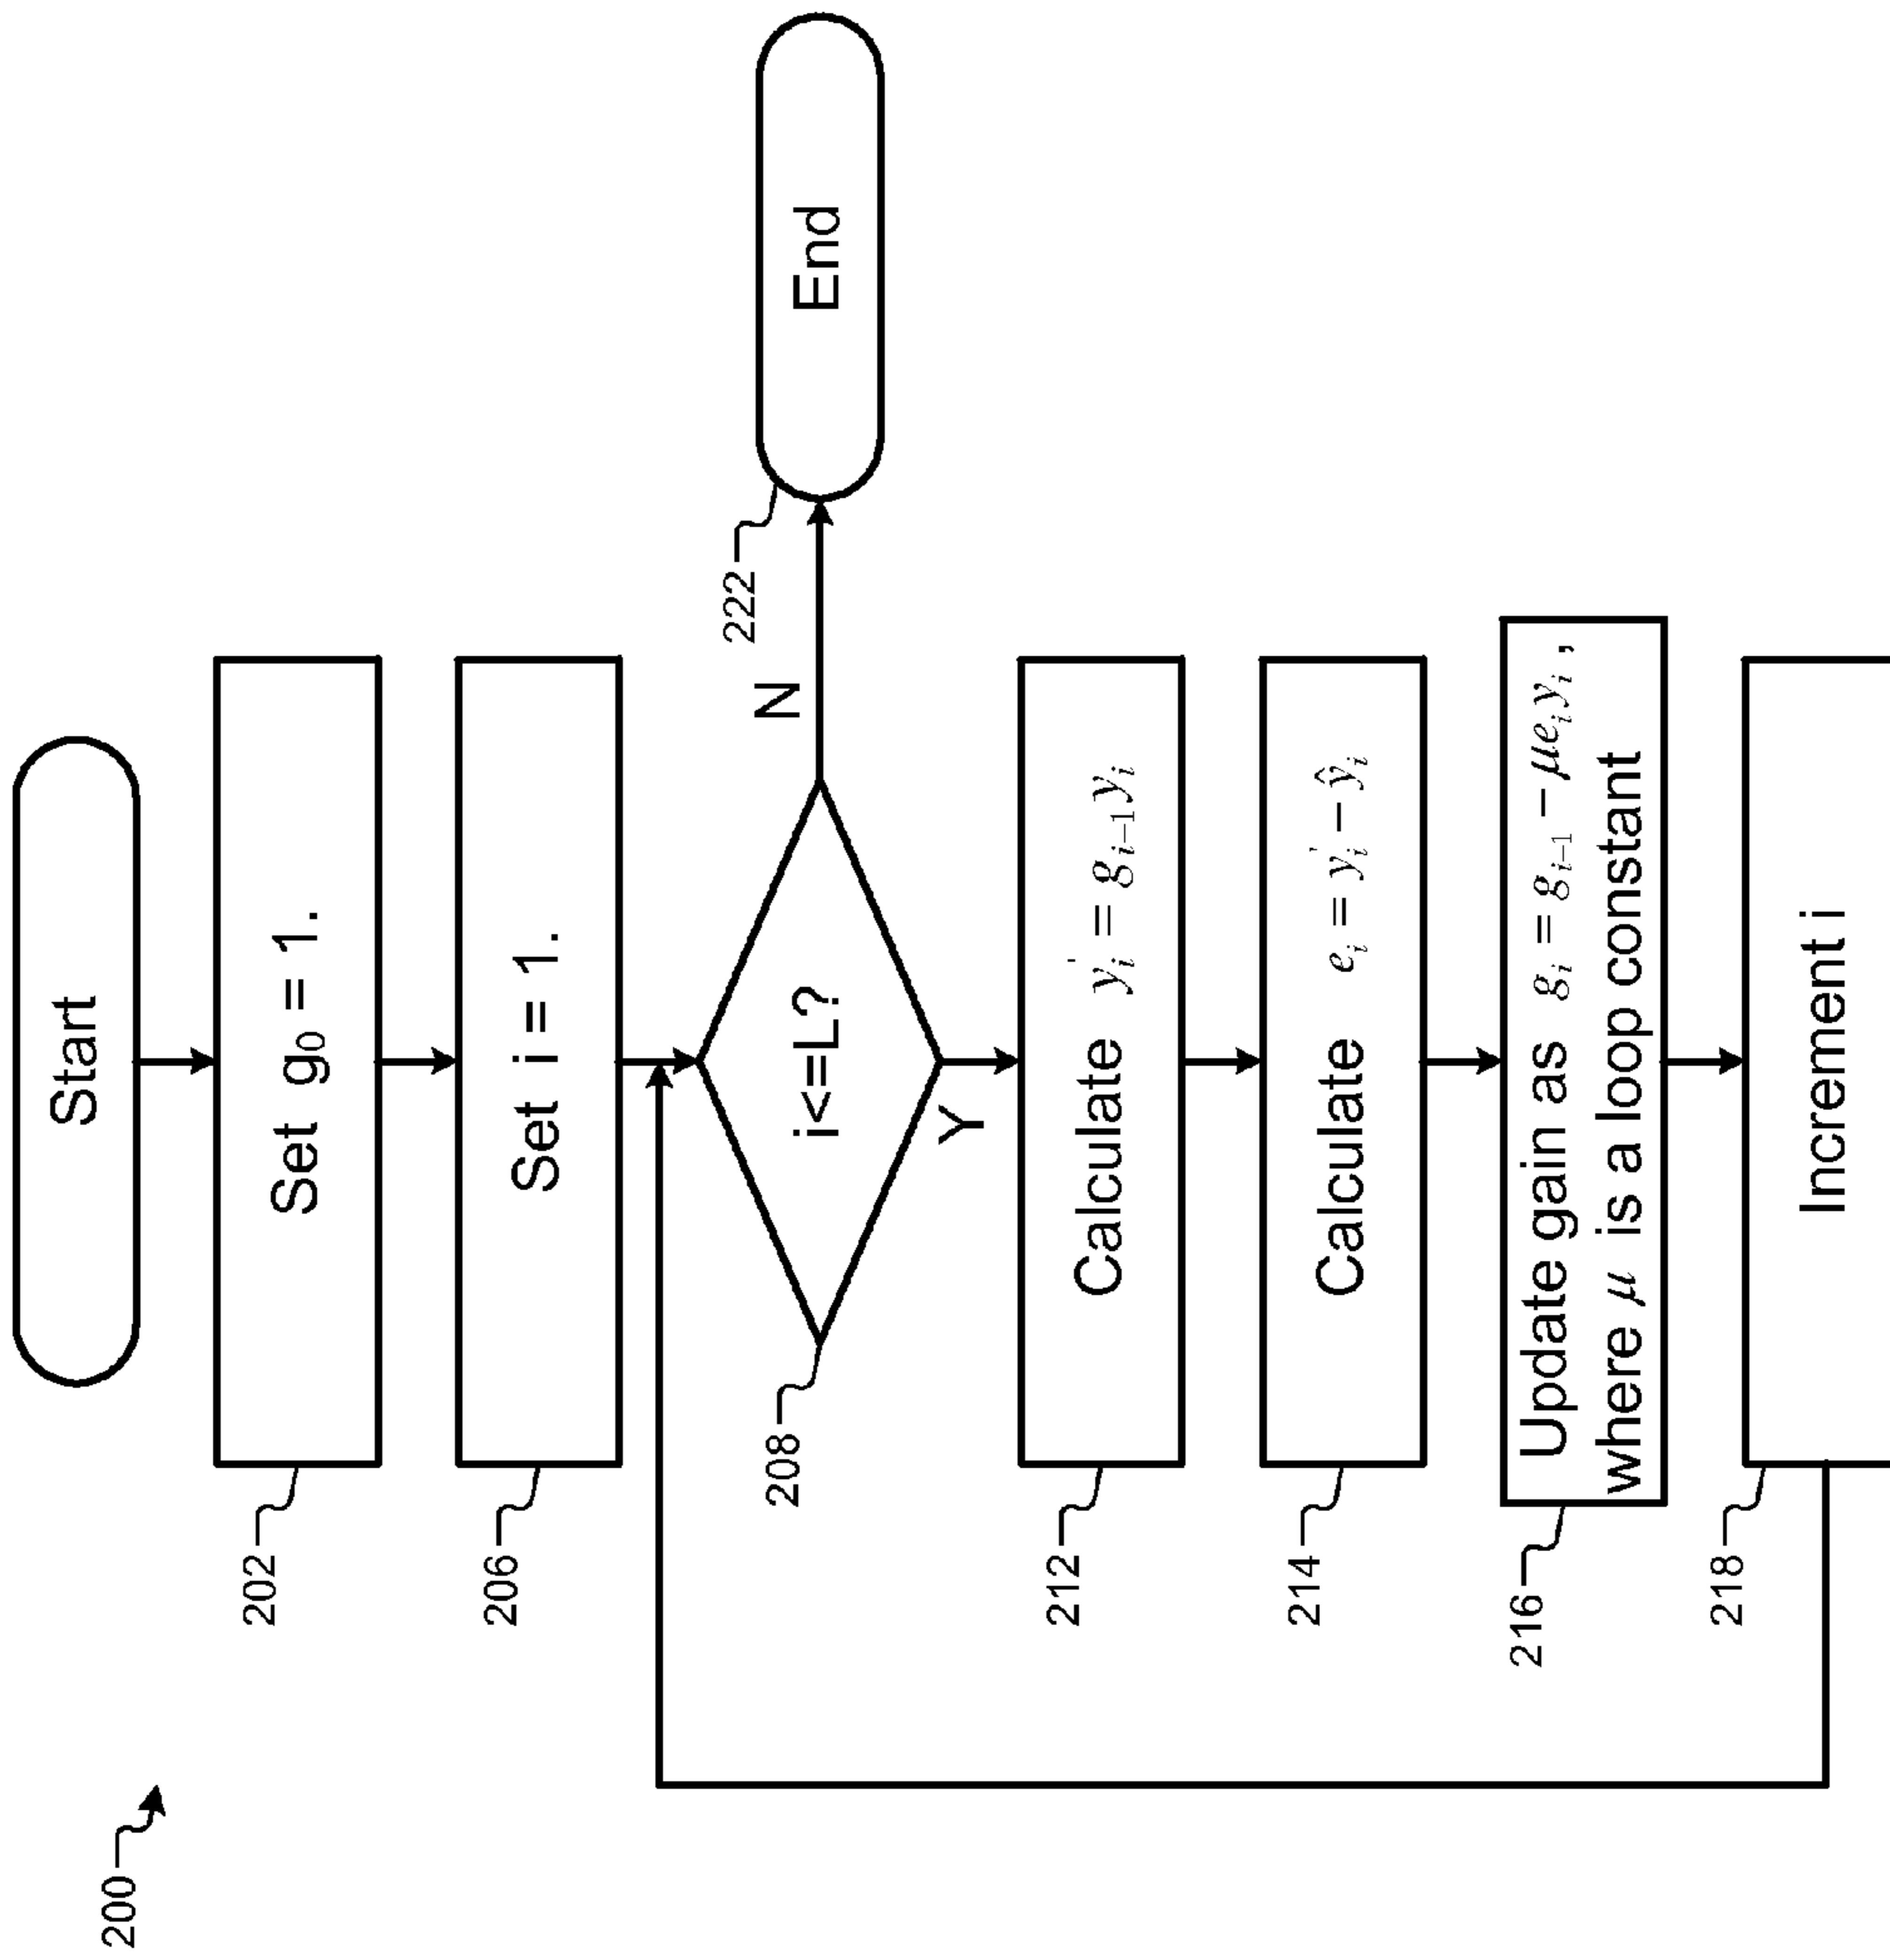 200
Start
202
Set g₀ = 1.
206
Set i = 1.
208
i<=L?
N
222
End
Y
212
Calculate y'ᵢ = gᵢ₋₁yᵢ
214
Calculate eᵢ = y'ᵢ − ŷᵢ
216
Update gain as gᵢ = gᵢ₋₁ − μeᵢyᵢ ,
where μ is a loop constant
218
Increment i